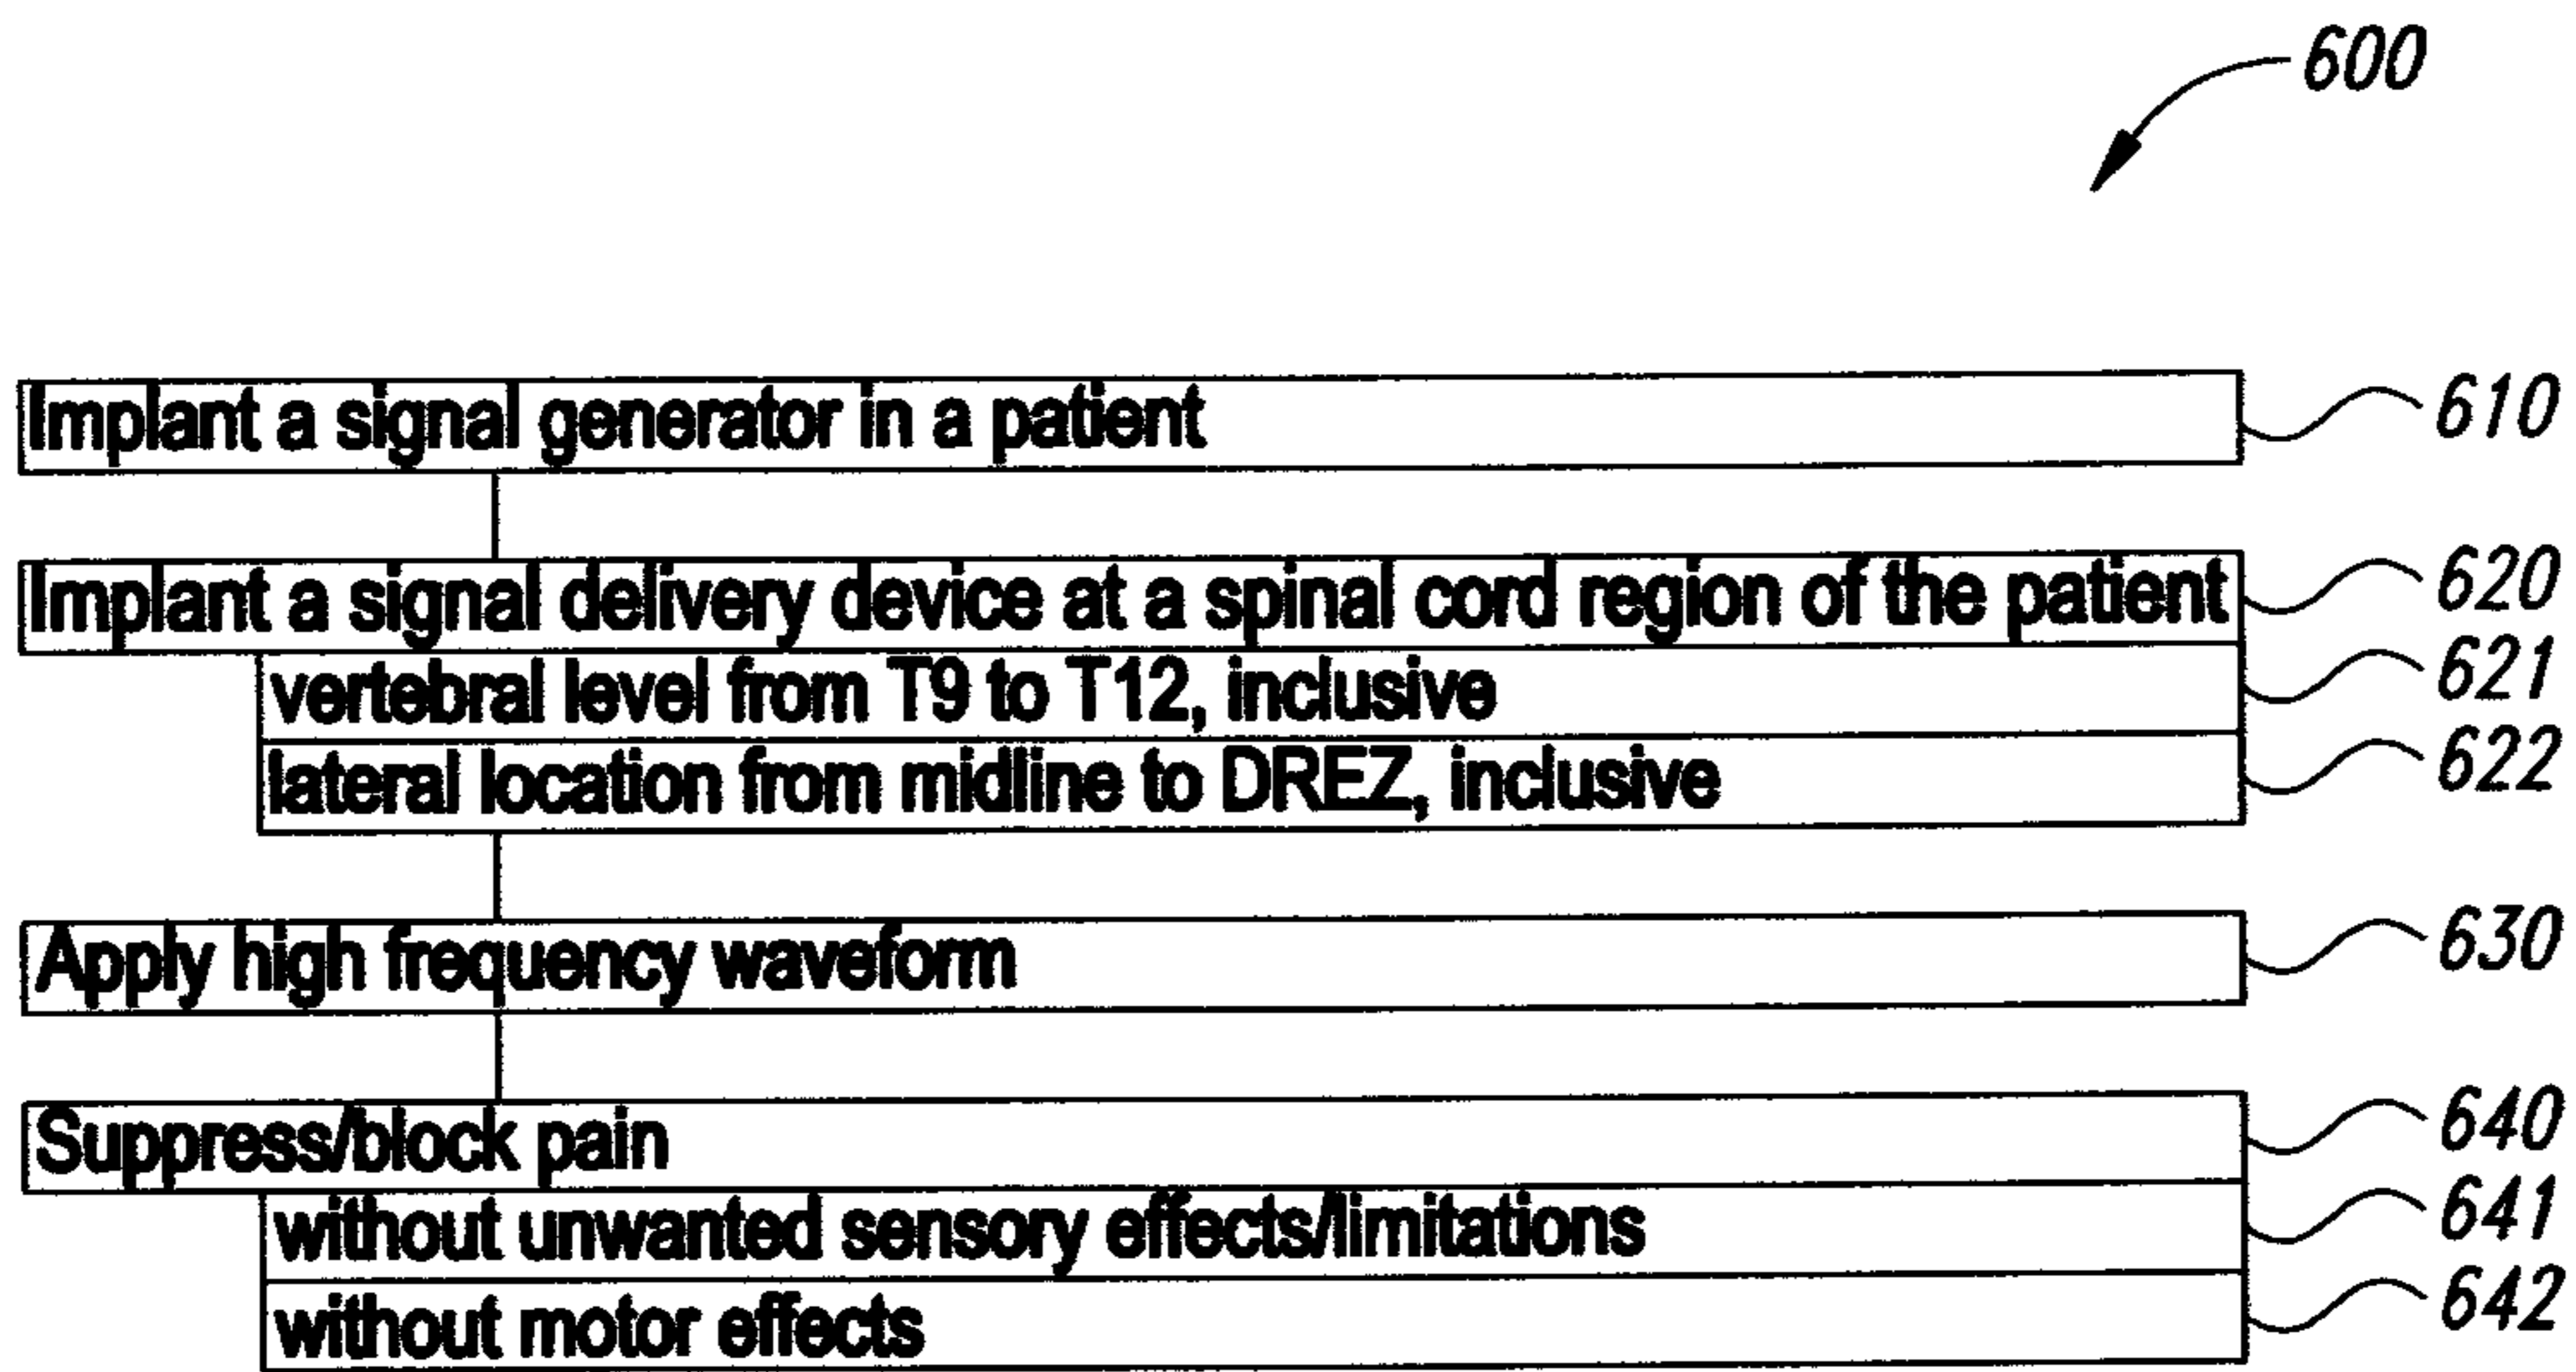 600
Implant a signal generator in a patient 610
Implant a signal delivery device at a spinal cord region of the patient 620
vertebral level from T9 to T12, inclusive 621
lateral location from midline to DREZ, inclusive 622
Apply high frequency waveform 630
Suppress/block pain 640
without unwanted sensory effects/limitations 641
without motor effects 642